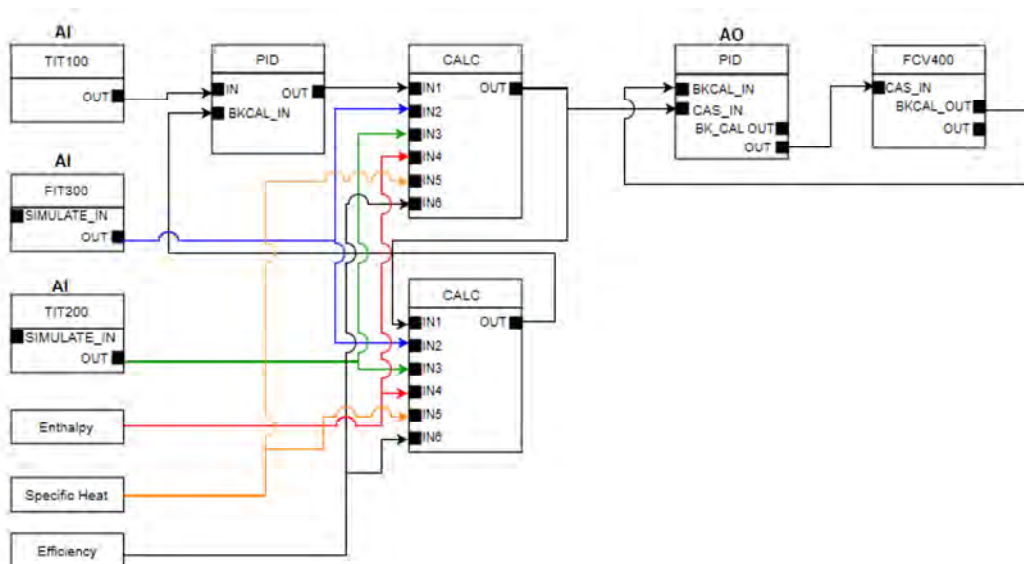 AI
TIT100
OUT
AI
FIT300
SIMULATE_IN
OUT
AI
TIT200
SIMULATE_IN
OUT
Enthalpy
Specific Heat
Efficiency
PID
IN
OUT
BKCAL_IN
CALC
IN1
OUT
IN2
IN3
IN4
IN5
IN6
CALC
IN1
OUT
IN2
IN3
IN4
IN5
IN6
AO
PID
BKCAL_IN
CAS_IN
BK_CAL OUT
OUT
FCV400
CAS_IN
BKCAL_OUT
OUT